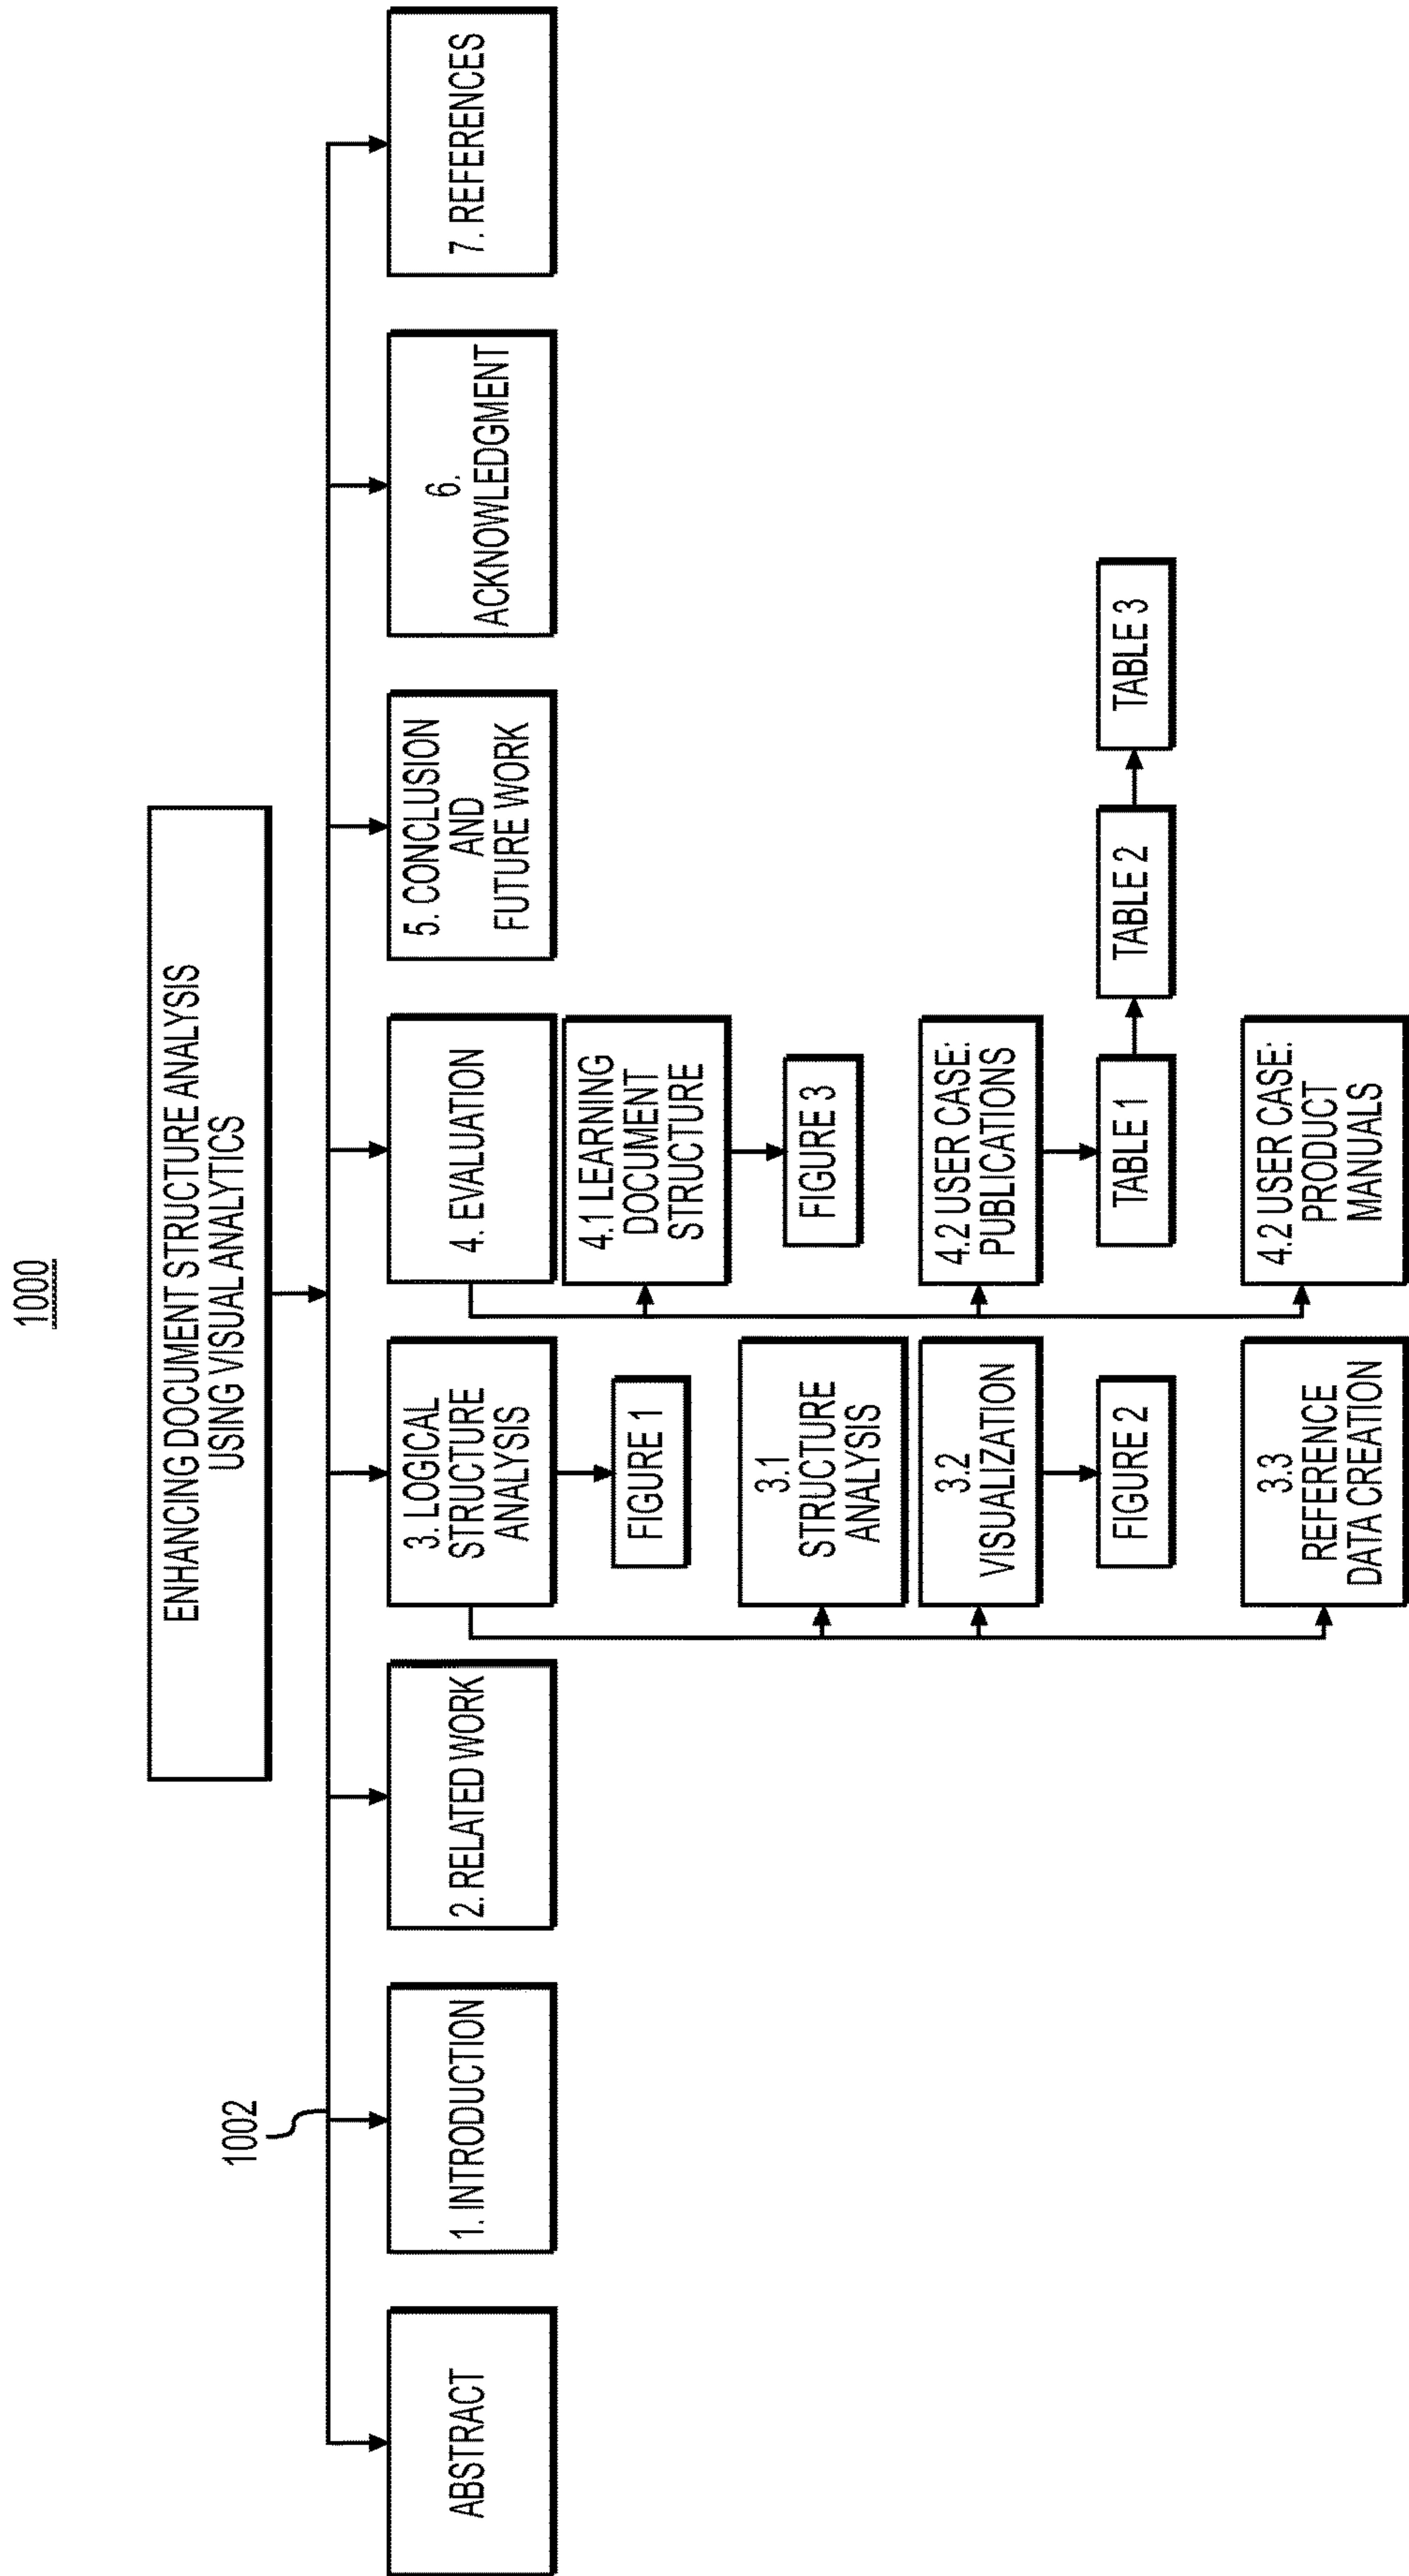 1000
ENHANCING DOCUMENT STRUCTURE ANALYSIS
USING VISUAL ANALYTICS
1002
ABSTRACT
1. INTRODUCTION
2. RELATED WORK
3. LOGICAL
STRUCTURE
ANALYSIS
FIGURE 1
3.1
STRUCTURE
ANALYSIS
3.2
VISUALIZATION
FIGURE 2
3.3
REFERENCE
DATA CREATION
4. EVALUATION
4.1 LEARNING
DOCUMENT
STRUCTURE
FIGURE 3
4.2 USER CASE:
PUBLICATIONS
TABLE 1
TABLE 2
TABLE 3
4.2 USER CASE:
PRODUCT
MANUALS
5. CONCLUSION
AND
FUTURE WORK
6.
ACKNOWLEDGMENT
7. REFERENCES